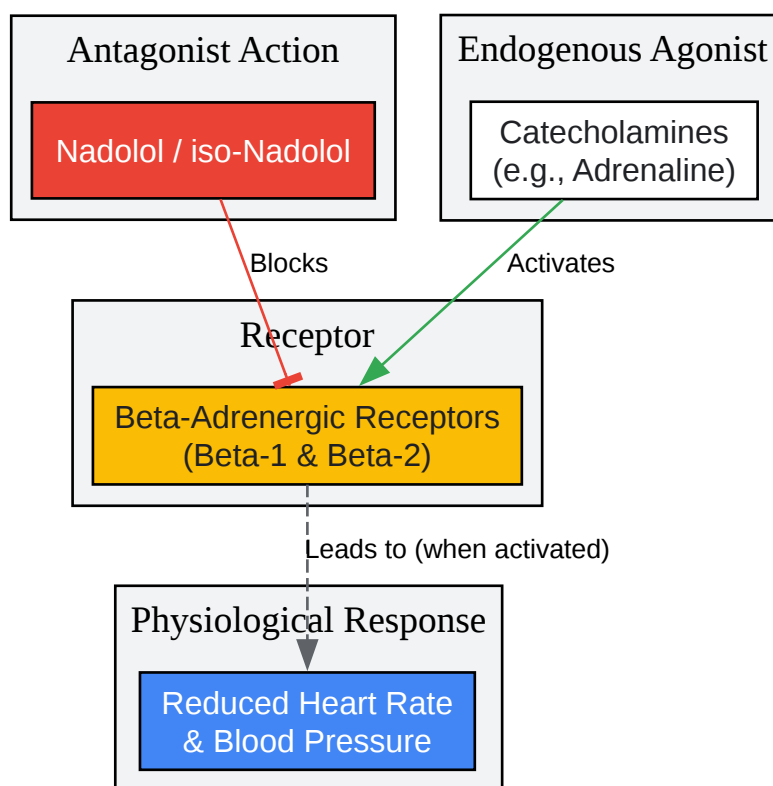 Antagonist Action
Nadolol / iso-Nadolol
Endogenous Agonist
Catecholamines
(e.g., Adrenaline)
Blocks
Activates
Receptor
Beta-Adrenergic Receptors
(Beta-1 & Beta-2)
Leads to (when activated)
Physiological Response
Reduced Heart Rate
& Blood Pressure